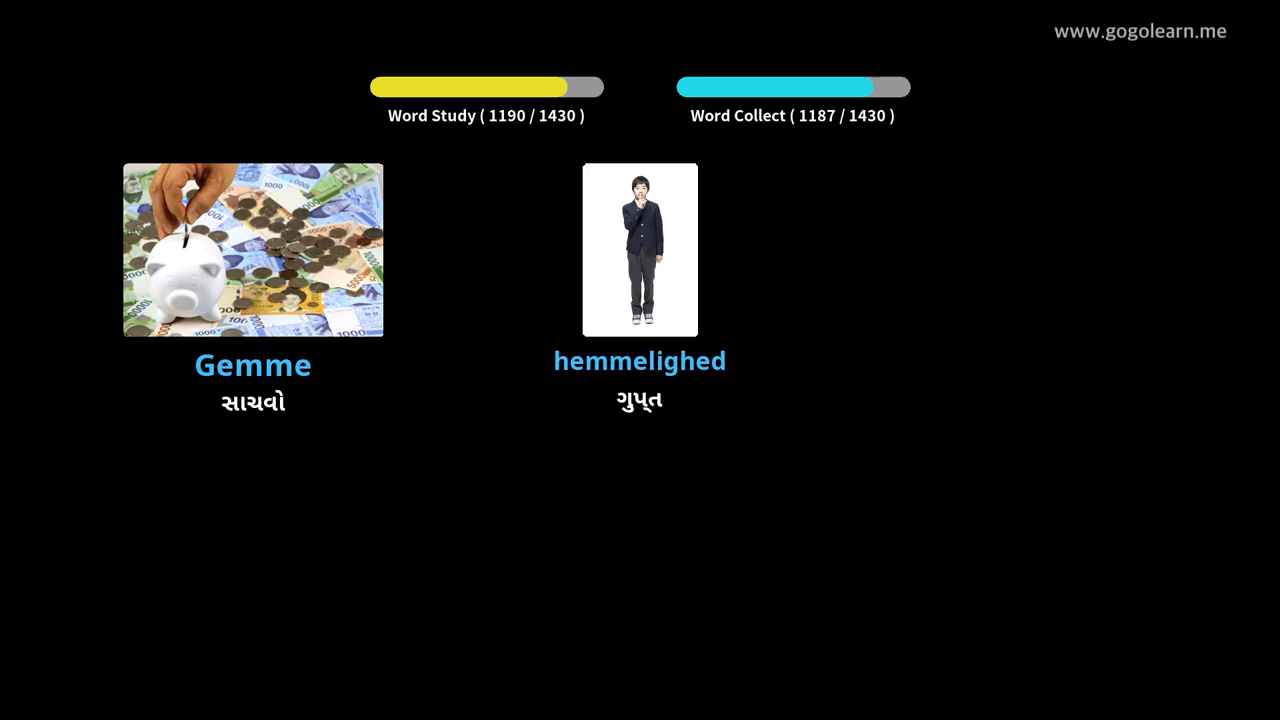 www.gogolearn.me
Word Study ( 1190 / 1430 )
Word Collect ( 1187 / 1430 )
Gemme
સાચવો
hemmelighed
ગુપ્ત